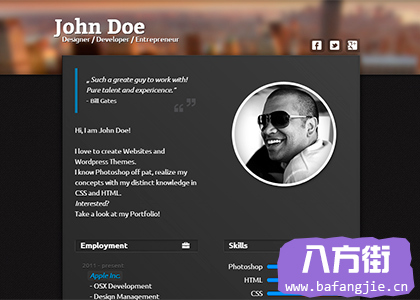 John Doe
Designer / Developer / Entrepreneur
„ Such a greate guy to work with!
Pure talent and expericence.“
- Bill Gates
Hi, I am John Doe!
I love to create Websites and
Wordpress Themes.
I know Photoshop off pat, realize my
concepts with my distinct knowledge in
CSS and HTML.
Interested?
Take a look at my Portfolio!
Employment
2011 - present
Apple Inc.
- OSX Development
- Design Management
Skills
Photoshop
HTML
CSS
八方街
www.bafangjie.cn